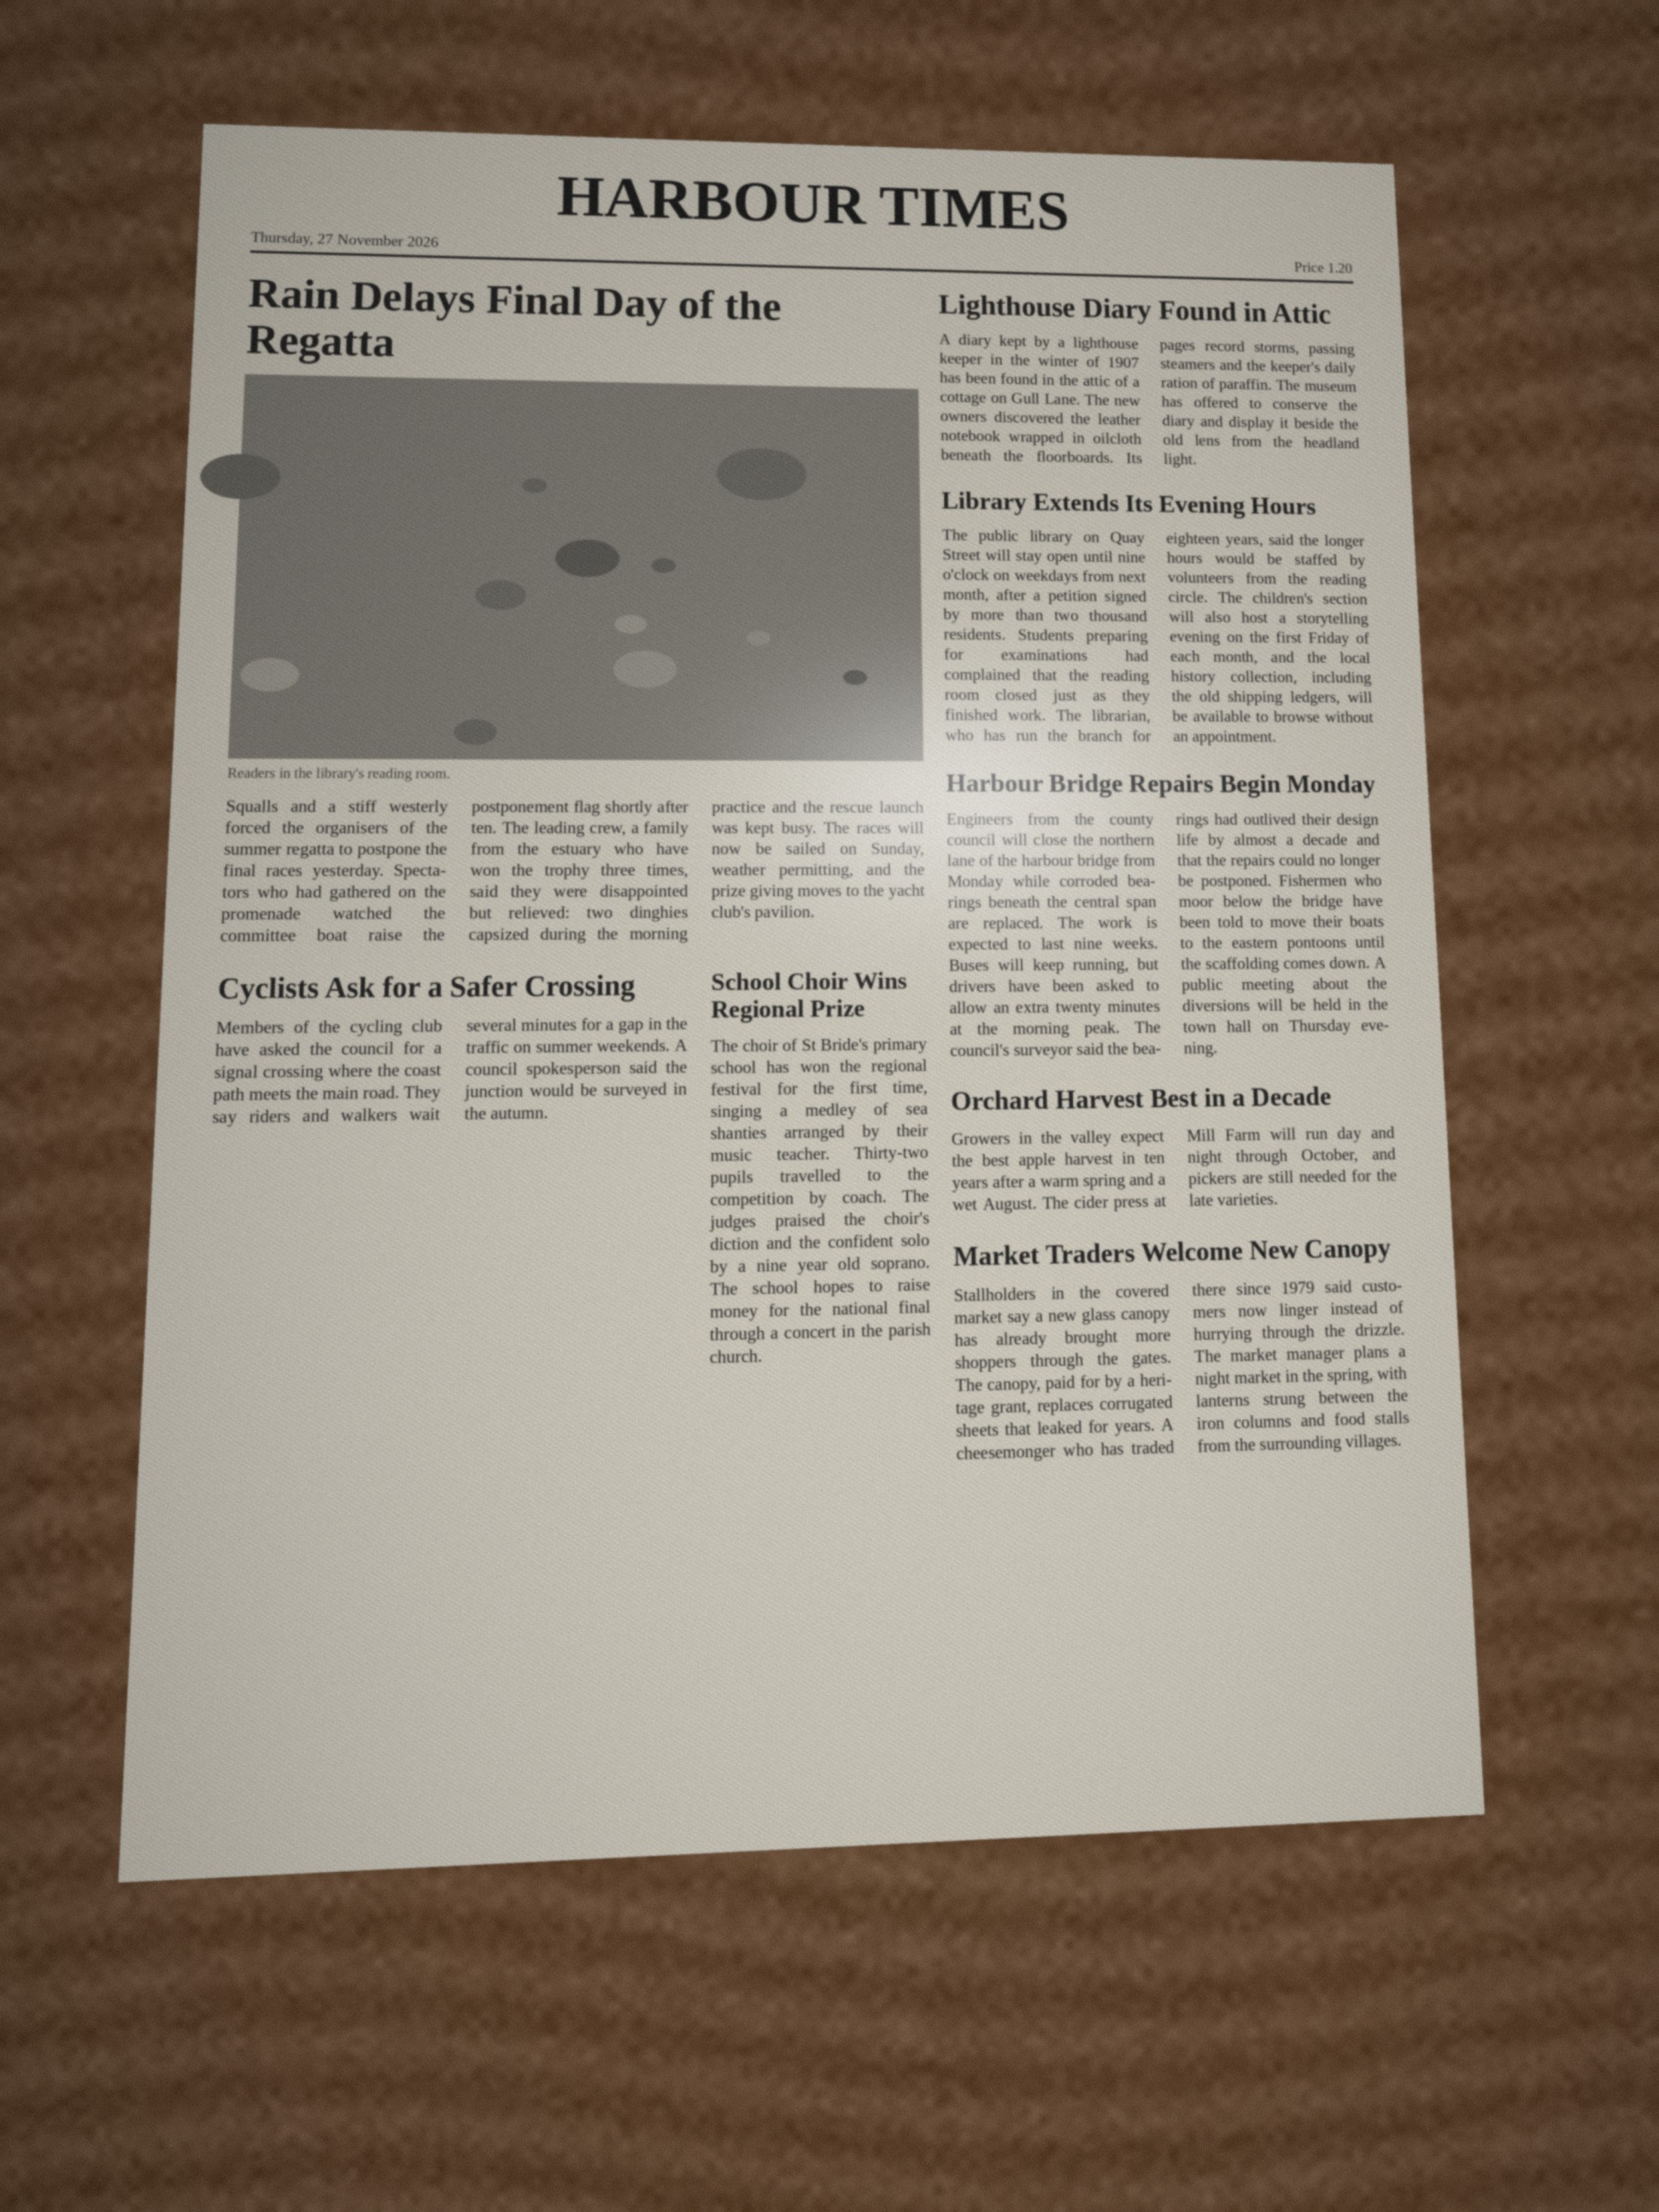 HARBOUR TIMES
Thursday, 27 November 2026
Price 1.20
Rain Delays Final Day of the
Regatta
Readers in the library's reading room.
Squalls and a stiff westerly
forced the organisers of the
summer regatta to postpone the
final races yesterday. Specta-
tors who had gathered on the
promenade watched the
committee boat raise the
postponement flag shortly after
ten. The leading crew, a family
from the estuary who have
won the trophy three times,
said they were disappointed
but relieved: two dinghies
capsized during the morning
practice and the rescue launch
was kept busy. The races will
now be sailed on Sunday,
weather permitting, and the
prize giving moves to the yacht
club's pavilion.
Cyclists Ask for a Safer Crossing
Members of the cycling club
have asked the council for a
signal crossing where the coast
path meets the main road. They
say riders and walkers wait
several minutes for a gap in the
traffic on summer weekends. A
council spokesperson said the
junction would be surveyed in
the autumn.
School Choir Wins
Regional Prize
The choir of St Bride's primary
school has won the regional
festival for the first time,
singing a medley of sea
shanties arranged by their
music teacher. Thirty-two
pupils travelled to the
competition by coach. The
judges praised the choir's
diction and the confident solo
by a nine year old soprano.
The school hopes to raise
money for the national final
through a concert in the parish
church.
Lighthouse Diary Found in Attic
A diary kept by a lighthouse
keeper in the winter of 1907
has been found in the attic of a
cottage on Gull Lane. The new
owners discovered the leather
notebook wrapped in oilcloth
beneath the floorboards. Its
pages record storms, passing
steamers and the keeper's daily
ration of paraffin. The museum
has offered to conserve the
diary and display it beside the
old lens from the headland
light.
Library Extends Its Evening Hours
The public library on Quay
Street will stay open until nine
o'clock on weekdays from next
month, after a petition signed
by more than two thousand
residents. Students preparing
for examinations had
complained that the reading
room closed just as they
finished work. The librarian,
who has run the branch for
eighteen years, said the longer
hours would be staffed by
volunteers from the reading
circle. The children's section
will also host a storytelling
evening on the first Friday of
each month, and the local
history collection, including
the old shipping ledgers, will
be available to browse without
an appointment.
Harbour Bridge Repairs Begin Monday
Engineers from the county
council will close the northern
lane of the harbour bridge from
Monday while corroded bea-
rings beneath the central span
are replaced. The work is
expected to last nine weeks.
Buses will keep running, but
drivers have been asked to
allow an extra twenty minutes
at the morning peak. The
council's surveyor said the bea-
rings had outlived their design
life by almost a decade and
that the repairs could no longer
be postponed. Fishermen who
moor below the bridge have
been told to move their boats
to the eastern pontoons until
the scaffolding comes down. A
public meeting about the
diversions will be held in the
town hall on Thursday eve-
ning.
Orchard Harvest Best in a Decade
Growers in the valley expect
the best apple harvest in ten
years after a warm spring and a
wet August. The cider press at
Mill Farm will run day and
night through October, and
pickers are still needed for the
late varieties.
Market Traders Welcome New Canopy
Stallholders in the covered
market say a new glass canopy
has already brought more
shoppers through the gates.
The canopy, paid for by a heri-
tage grant, replaces corrugated
sheets that leaked for years. A
cheesemonger who has traded
there since 1979 said custo-
mers now linger instead of
hurrying through the drizzle.
The market manager plans a
night market in the spring, with
lanterns strung between the
iron columns and food stalls
from the surrounding villages.